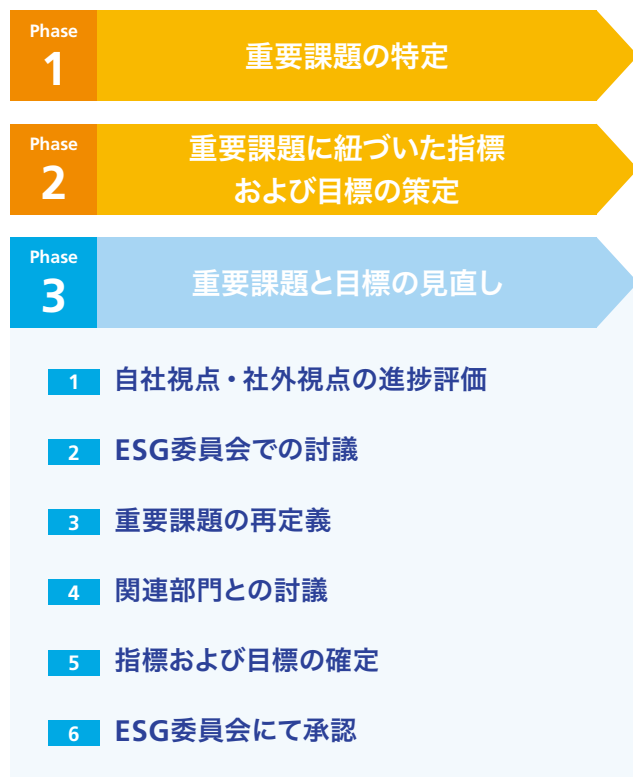 Phase
1
重要課題の特定
Phase
2
重要課題に紐づいた指標
および目標の策定
Phase
3
重要課題と目標の見直し
1 自社視点・社外視点の進捗評価
2 ESG委員会での討議
3 重要課題の再定義
4 関連部門との討議
5 指標および目標の確定
6 ESG委員会にて承認